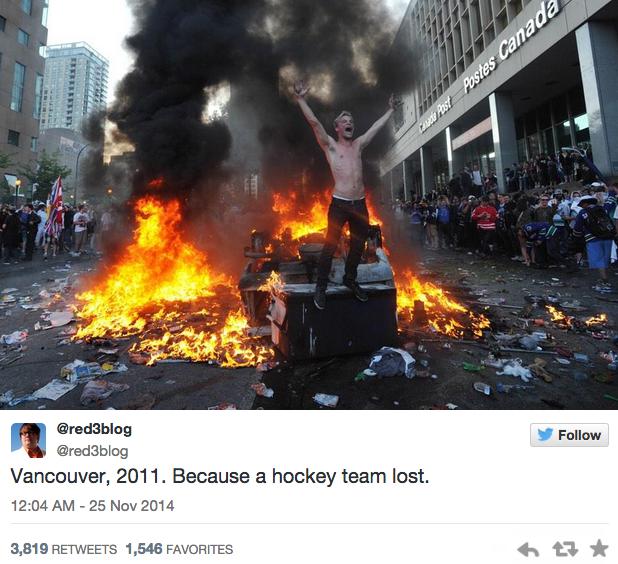 Canada Post Postes Canada
@red3blog
@red3blog
Follow
Vancouver, 2011. Because a hockey team lost.
12:04 AM - 25 Nov 2014
3,819 RETWEETS 1,546 FAVORITES